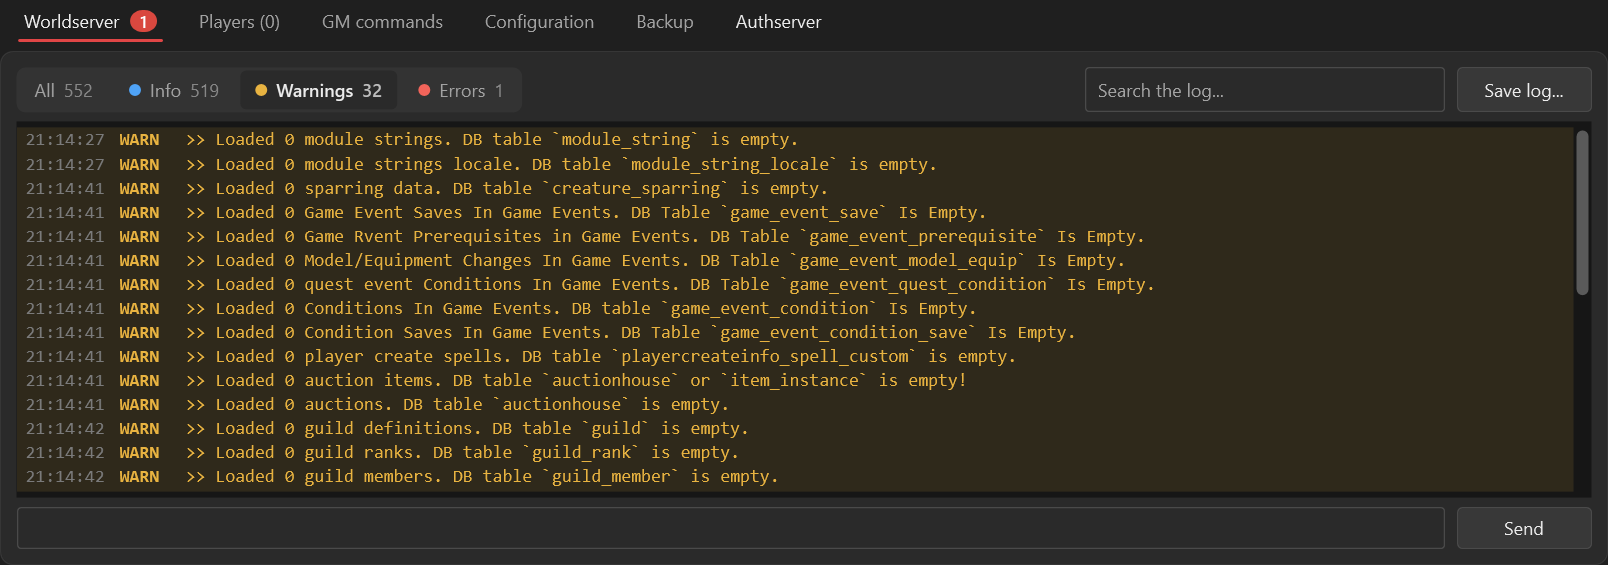 Worldserver 1 Players (0) GM commands Configuration Backup Authserver
All 552 Info 519 Warnings 32 Errors 1 Search the log... Save log...
21:14:27 WARN >> Loaded 0 module strings. DB table `module_string` is empty.
21:14:27 WARN >> Loaded 0 module strings locale. DB table `module_string_locale` is empty.
21:14:41 WARN >> Loaded 0 sparring data. DB table `creature_sparring` is empty.
21:14:41 WARN >> Loaded 0 Game Event Saves In Game Events. DB Table `game_event_save` Is Empty.
21:14:41 WARN >> Loaded 0 Game Rvent Prerequisites in Game Events. DB Table `game_event_prerequisite` Is Empty.
21:14:41 WARN >> Loaded 0 Model/Equipment Changes In Game Events. DB Table `game_event_model_equip` Is Empty.
21:14:41 WARN >> Loaded 0 quest event Conditions In Game Events. DB Table `game_event_quest_condition` Is Empty.
21:14:41 WARN >> Loaded 0 Conditions In Game Events. DB table `game_event_condition` Is Empty.
21:14:41 WARN >> Loaded 0 Condition Saves In Game Events. DB Table `game_event_condition_save` Is Empty.
21:14:41 WARN >> Loaded 0 player create spells. DB table `playercreateinfo_spell_custom` is empty.
21:14:41 WARN >> Loaded 0 auction items. DB table `auctionhouse` or `item_instance` is empty!
21:14:41 WARN >> Loaded 0 auctions. DB table `auctionhouse` is empty.
21:14:42 WARN >> Loaded 0 guild definitions. DB table `guild` is empty.
21:14:42 WARN >> Loaded 0 guild ranks. DB table `guild_rank` is empty.
21:14:42 WARN >> Loaded 0 guild members. DB table `guild_member` is empty.
Send